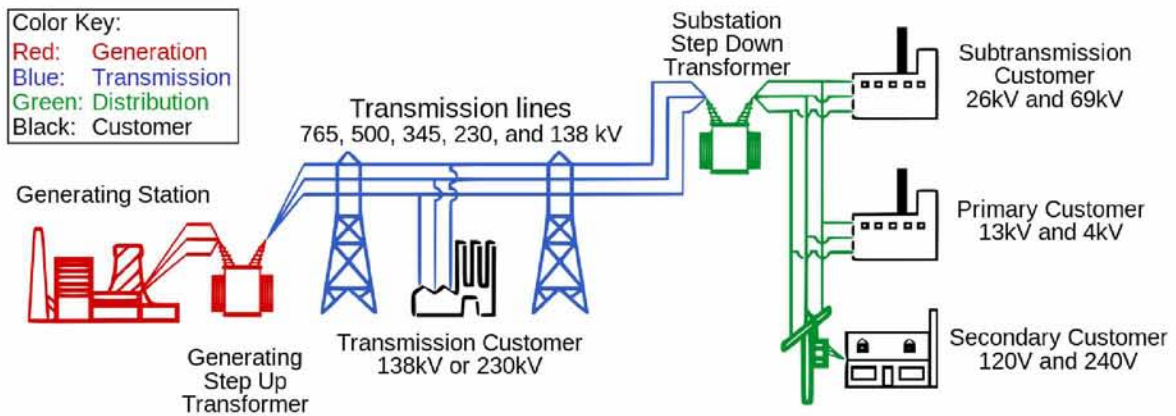 Color Key:
Red: Generation
Blue: Transmission
Green: Distribution
Black: Customer
Generating Station
Generating
Step Up
Transformer
Transmission lines
765, 500, 345, 230, and 138 kV
Transmission Customer
138kV or 230kV
Substation
Step Down
Transformer
Subtransmission
Customer
26kV and 69kV
Primary Customer
13kV and 4kV
Secondary Customer
120V and 240V